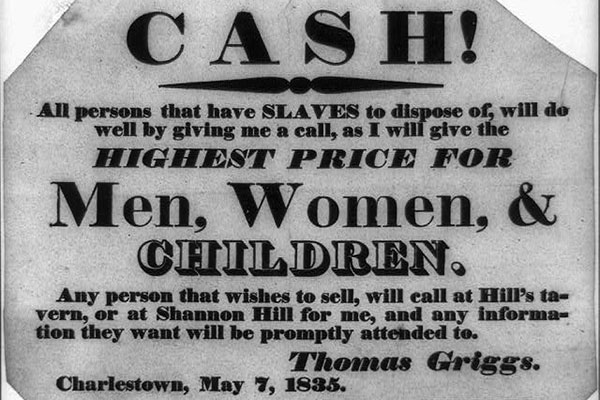 CASH!
All persons that have SLAVES to dispose of, will do
well by giving me a call, as I will give the
HIGHEST PRICE FOR
Men, Women, &
CHILDREN.
Any person that wishes to sell, will call at Hill's ta-
vern, or at Shannon Hill for me, and any informa-
tion they want will be promptly attended to.
Thomas Griggs.
Charlestown, May 7, 1835.